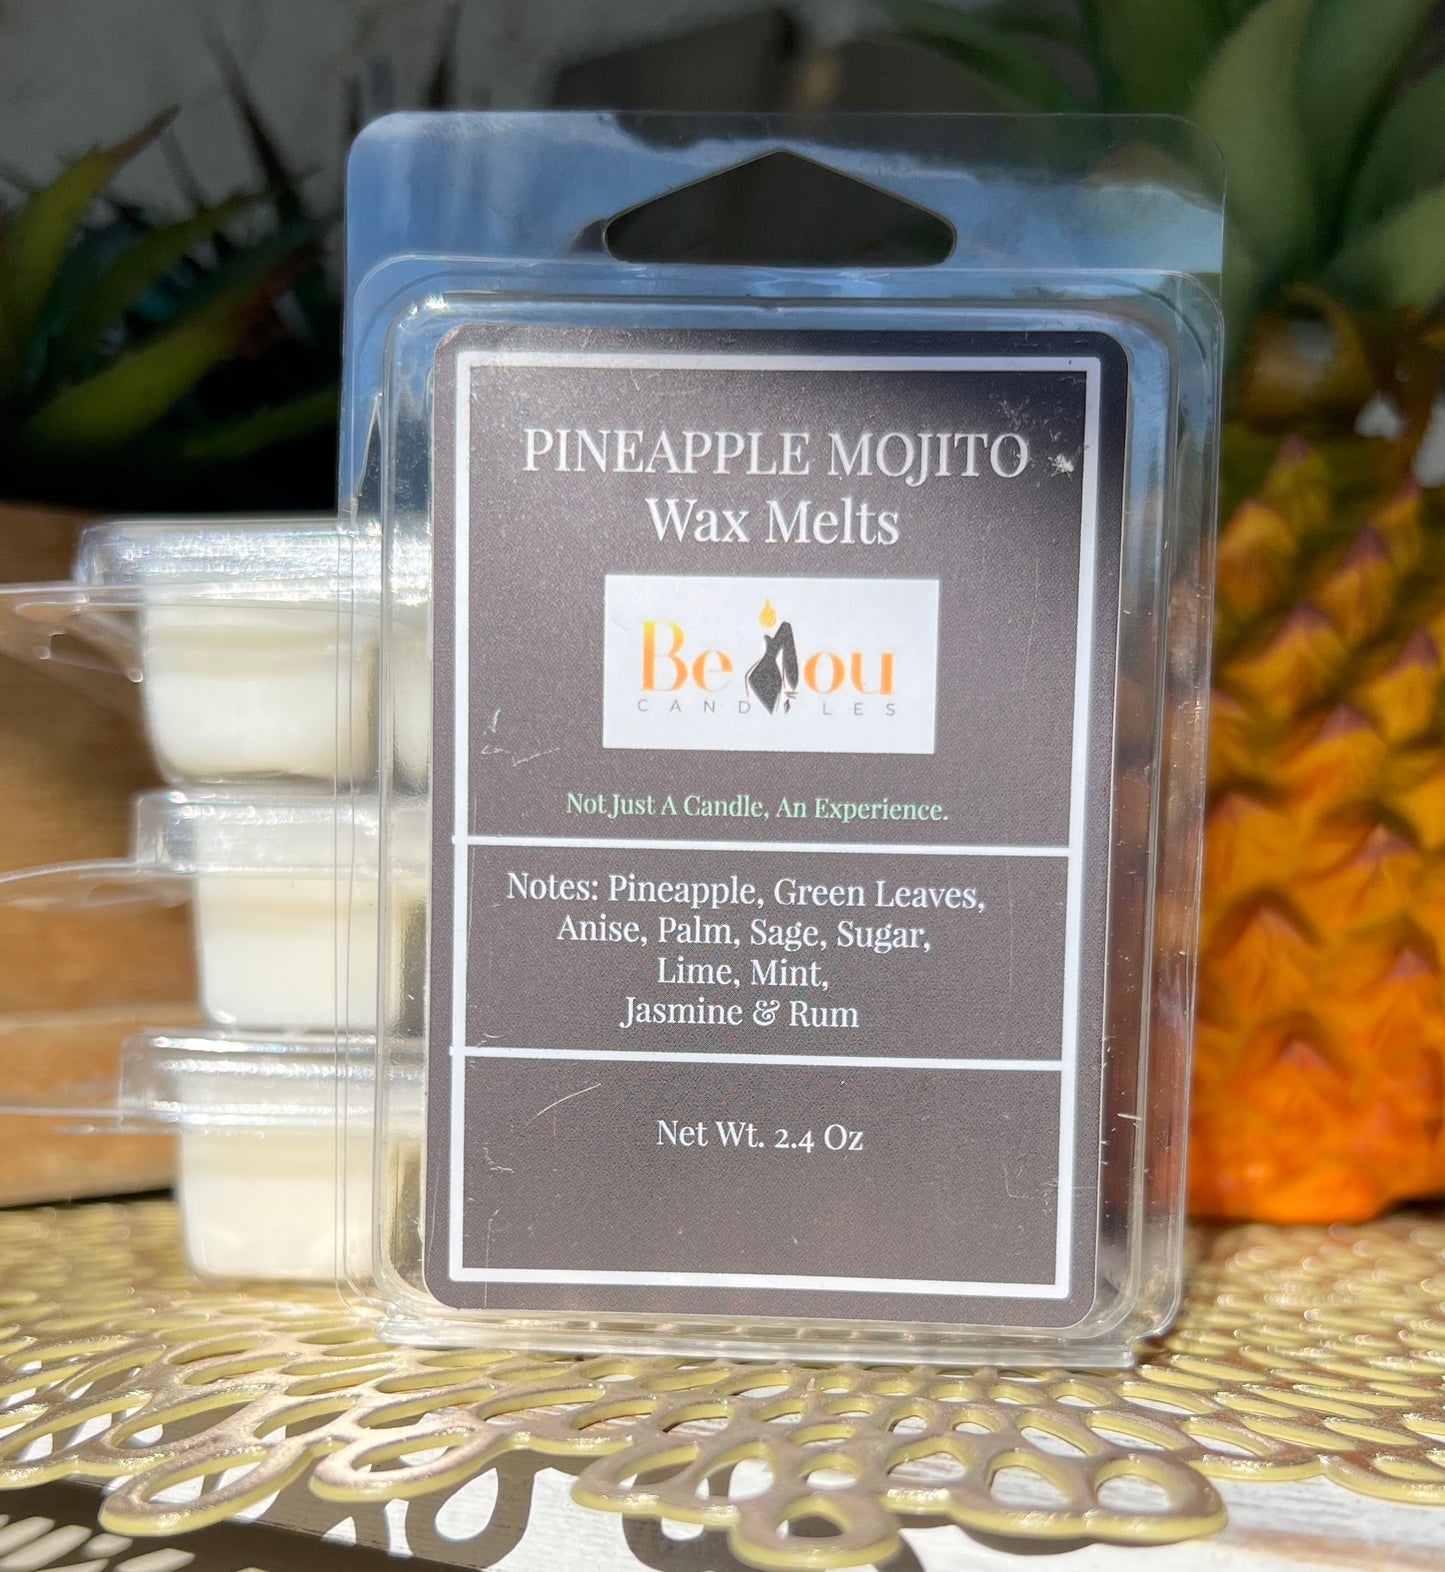 PINEAPPLE MOJITO
Wax Melts
Be You
CANDLES
Not Just A Candle, An Experience.
Notes: Pineapple, Green Leaves,
Anise, Palm, Sage, Sugar,
Lime, Mint,
Jasmine & Rum
Net Wt. 2.4 Oz